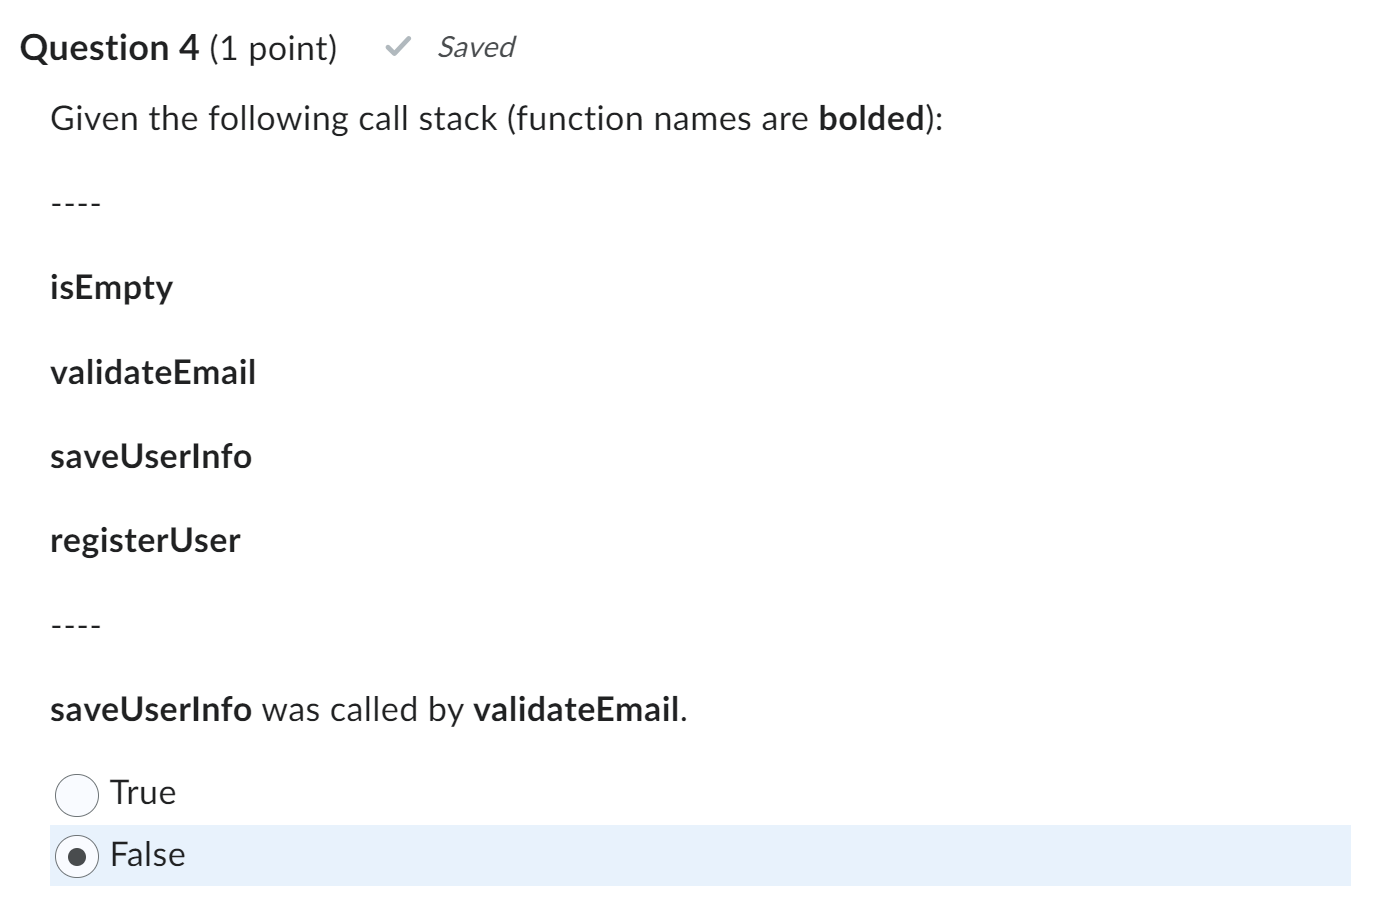 Question 4 (1 point) Saved
Given the following call stack (function names are bolded):
----
isEmpty
validateEmail
saveUserInfo
registerUser
----
saveUserInfo was called by validateEmail.
True
False